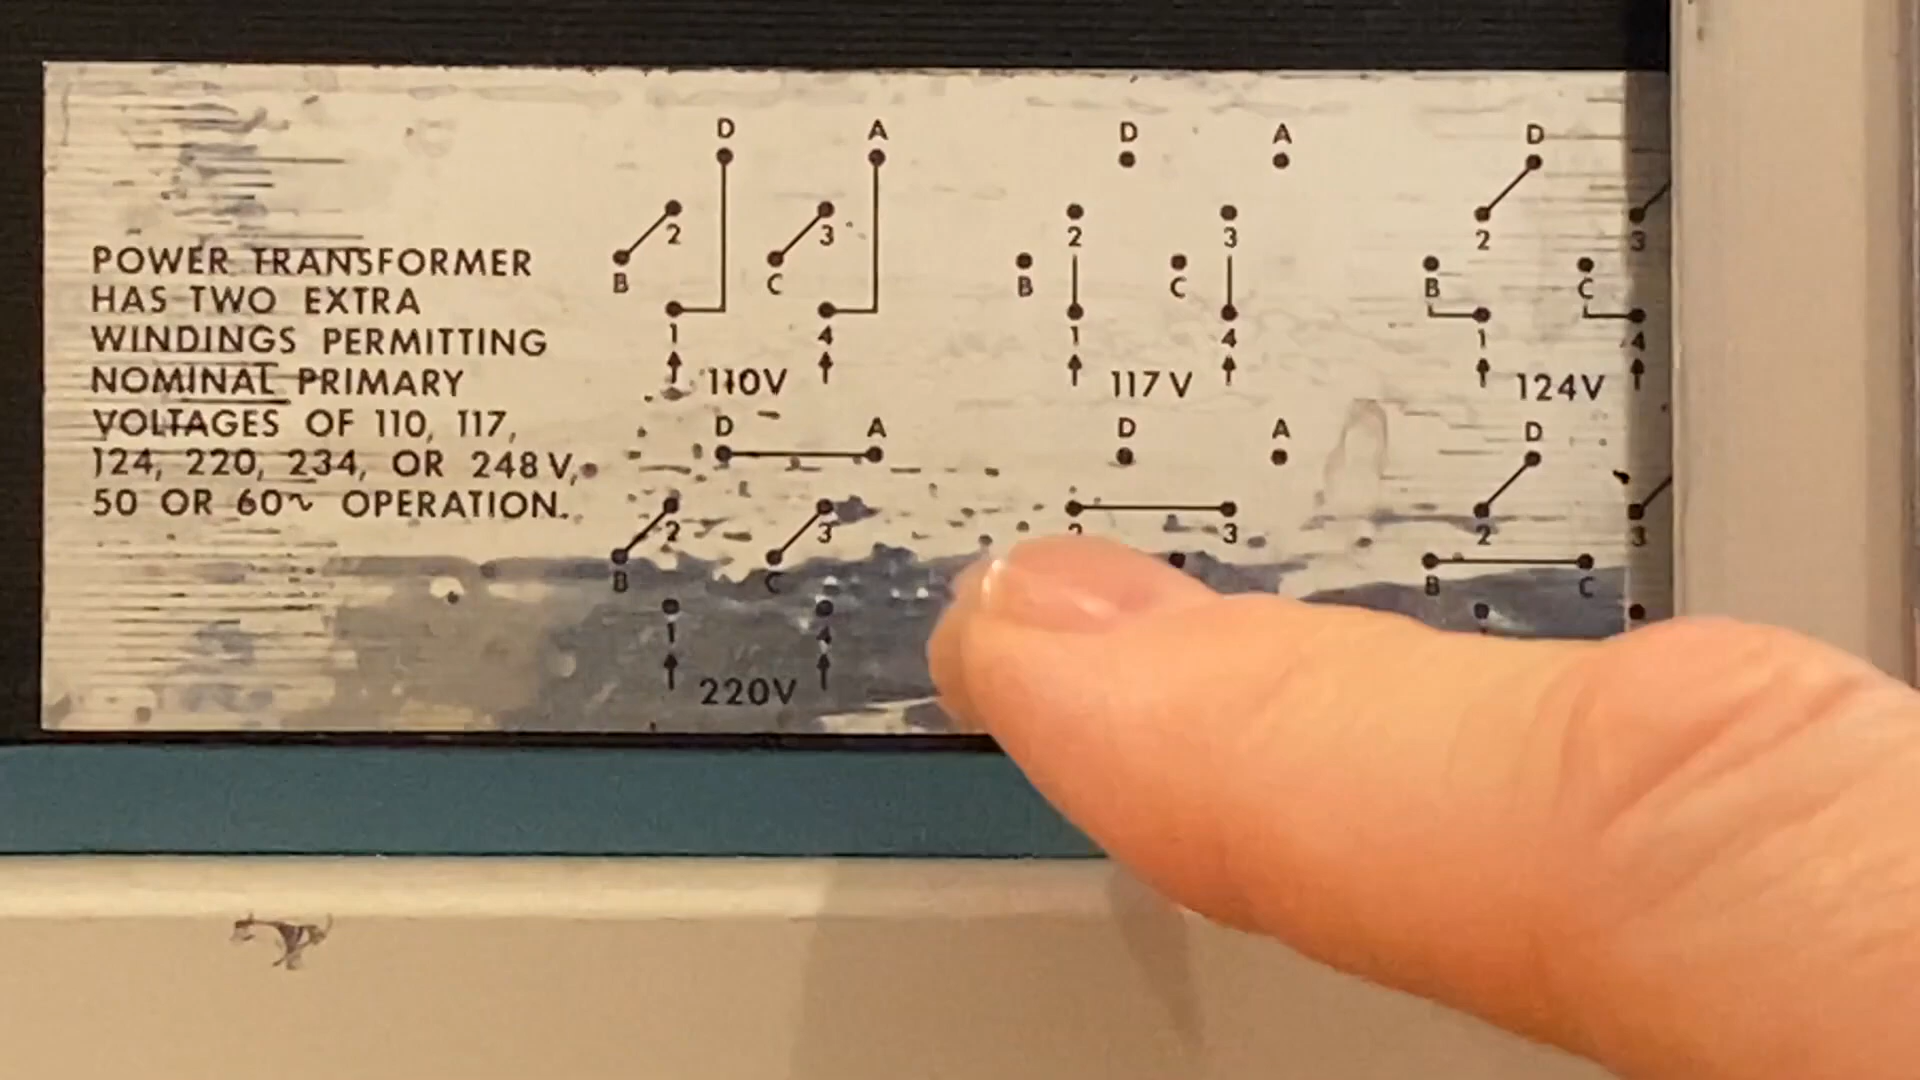 POWER TRANSFORMER
HAS TWO EXTRA
WINDINGS PERMITTING
NOMINAL PRIMARY
VOLTAGES OF 110, 117,
124, 220, 234, OR 248 V,
50 OR 60~ OPERATION.
D A
2 3
B C
1 4
110V
D A
2 3
B C
1 4
117 V
D
2 3
B C
1 4
124V
D A
2 3
B C
1 4
220V
D A
3
D
2 3
B C